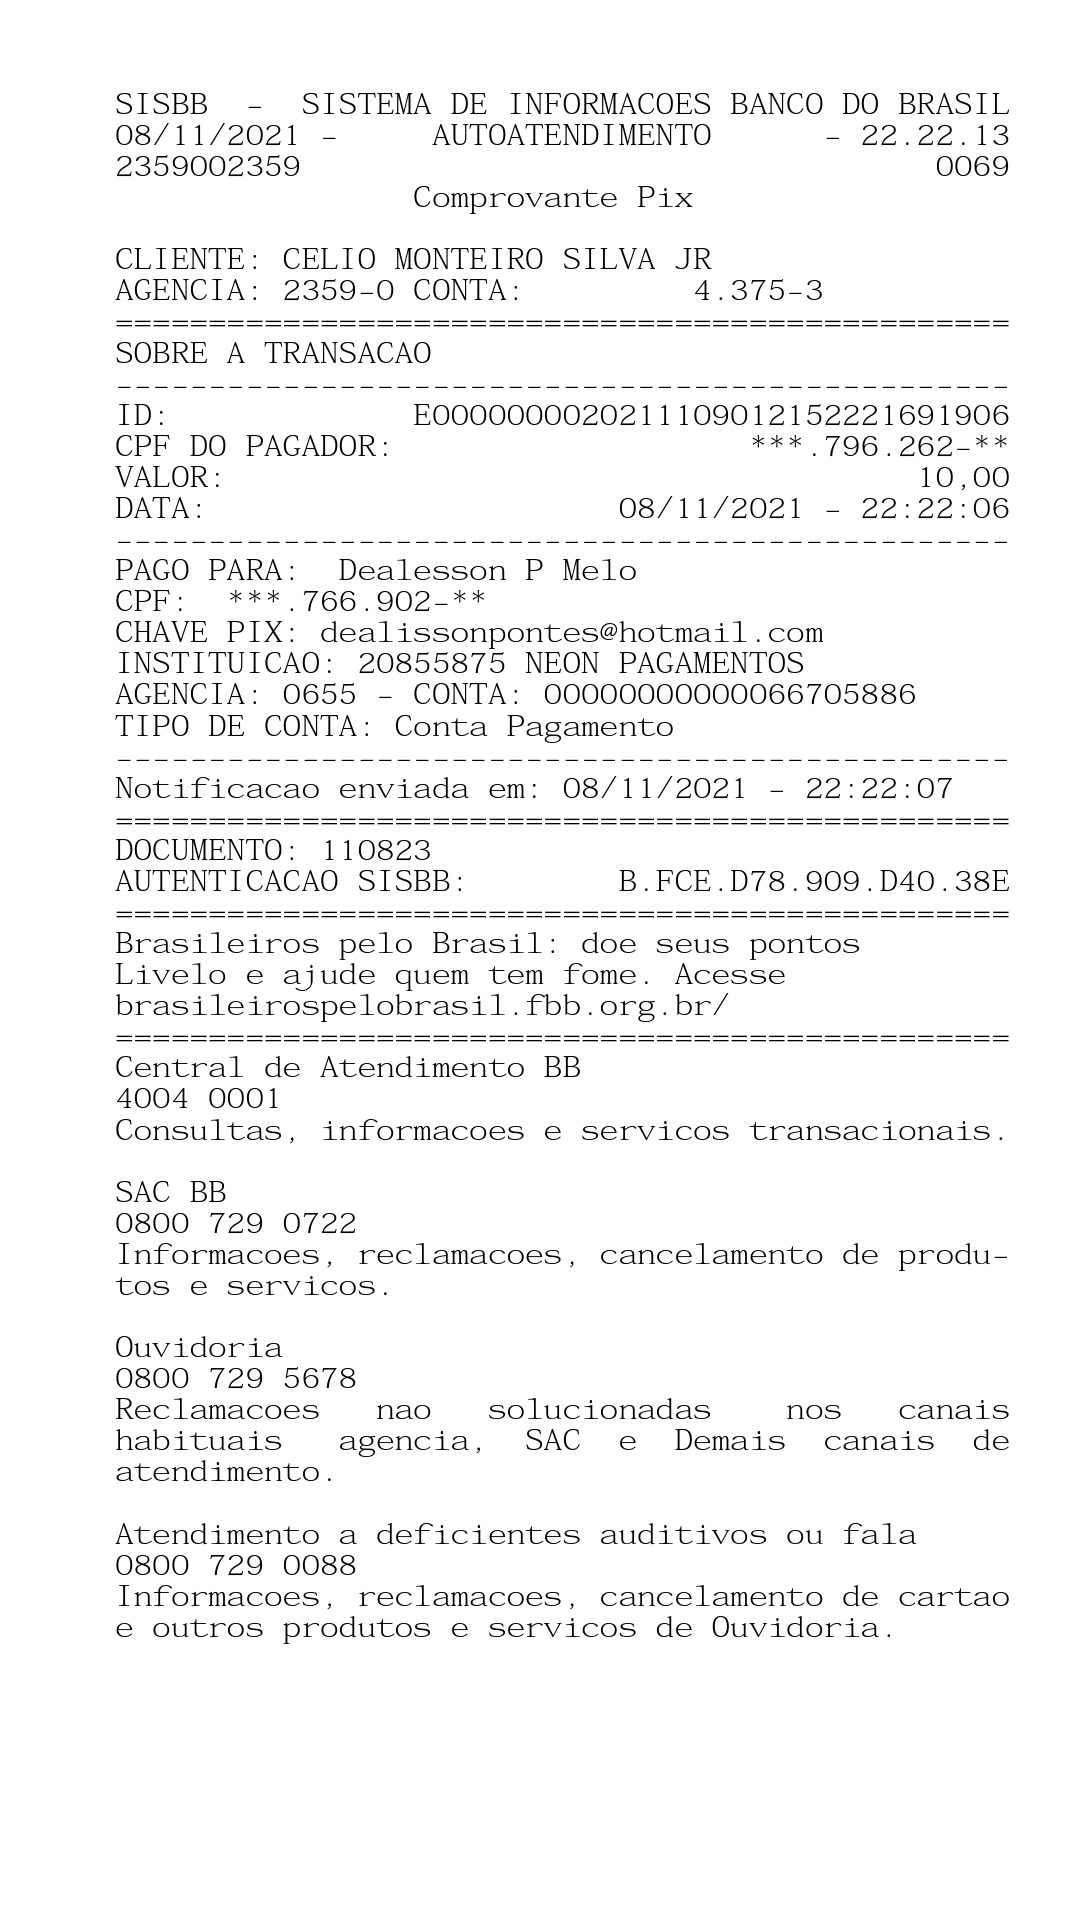 SISBB - SISTEMA DE INFORMACOES BANCO DO BRASIL
08/11/2021 - AUTOATENDIMENTO - 22.22.13
2359002359 0069
Comprovante Pix
CLIENTE: CELIO MONTEIRO SILVA JR
AGENCIA: 2359-0 CONTA: 4.375-3
================================================
SOBRE A TRANSACAO
------------------------------------------------
ID: E00000000202111090121522216919​06
CPF DO PAGADOR: ***.796.262-**
VALOR: 10,00
DATA: 08/11/2021 - 22:22:06
------------------------------------------------
PAGO PARA: Dealesson P Melo
CPF: ***.766.902-**
CHAVE PIX: dealissonpontes@hotmail.com
INSTITUICAO: 20855875 NEON PAGAMENTOS
AGENCIA: 0655 - CONTA: 00000000000066705886
TIPO DE CONTA: Conta Pagamento
------------------------------------------------
Notificacao enviada em: 08/11/2021 - 22:22:07
================================================
DOCUMENTO: 110823
AUTENTICACAO SISBB: B.FCE.D78.909.D40.38E
================================================
Brasileiros pelo Brasil: doe seus pontos
Livelo e ajude quem tem fome. Acesse
brasileirospelobrasil.fbb.org.br/
================================================
Central de Atendimento BB
4004 0001
Consultas, informacoes e servicos transacionais.
SAC BB
0800 729 0722
Informacoes, reclamacoes, cancelamento de produ-
tos e servicos.
Ouvidoria
0800 729 5678
Reclamacoes nao solucionadas nos canais
habituais agencia, SAC e Demais canais de
atendimento.
Atendimento a deficientes auditivos ou fala
0800 729 0088
Informacoes, reclamacoes, cancelamento de cartao
e outros produtos e servicos de Ouvidoria.